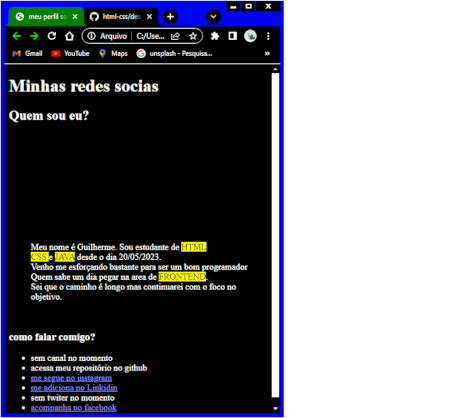 meu perfil so
html-css/des
Arquivo
C:/Use...
Gmail
YouTube
Maps
unsplash - Pesquisa...
»
Minhas redes socias
Quem sou eu?
Meu nome é Guilherme. Sou estudante de HTML
CSS e JAVA desde o dia 20/05/2023.
Venho me esforçando bastante para ser um bom programador
Quem sabe um dia pegar na area de FRONTEND.
Sei que o caminho é longo mas continuarei com o foco no
objetivo.
como falar comigo?
sem canal no momento
acessa meu repositório no github
me segue no instagram
me adiciona no Linkidin
sem twiter no momento
acompanha no facebook